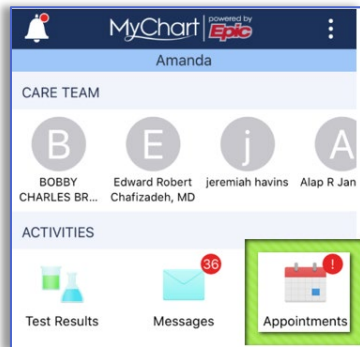 MyChart powered by Epic
Amanda
CARE TEAM
B E j A
BOBBY CHARLES BR... Edward Robert Chafizadeh, MD jeremiah havins Alap R Jan
ACTIVITIES
36 !
Test Results Messages Appointments